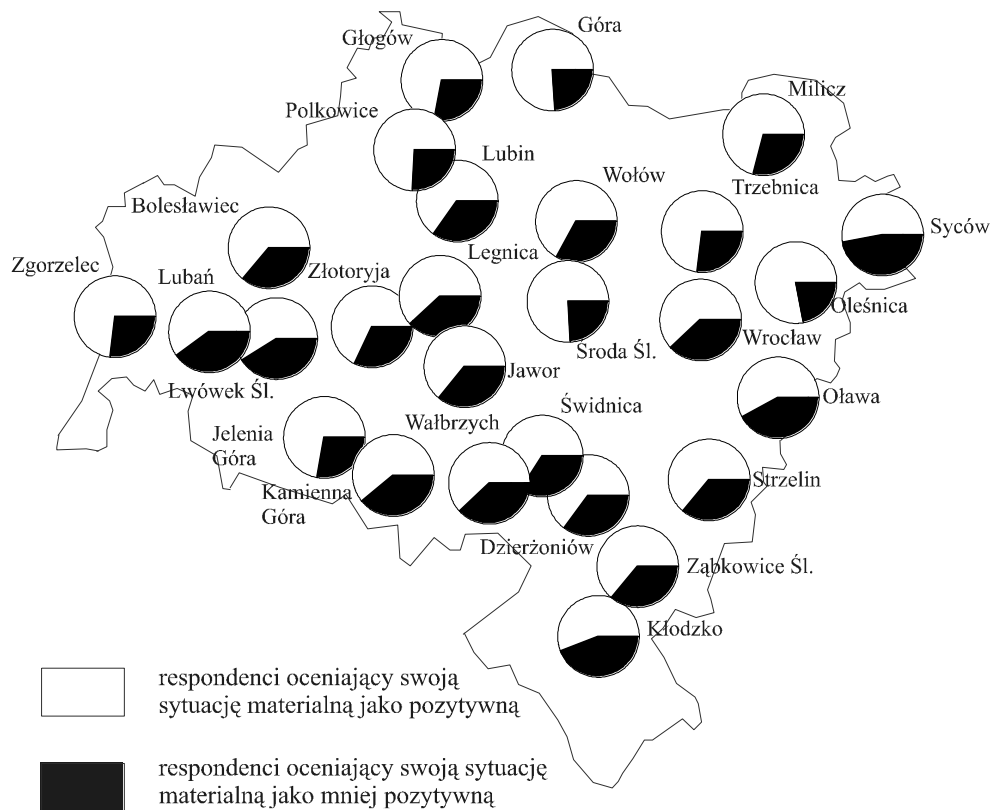 Góra
Głogów
Milicz
Polkowice
Lubin
Wołów
Trzebnica
Bolesławiec
Syców
Legnica
Zgorzelec
Lubań
Złotoryja
Oleśnica
Sroda Śl.
Wrocław
Jawor
Lwówek Śl.
Oława
Świdnica
Wałbrzych
Jelenia
Góra
Strzelin
Kamienna
Góra
Dzierżoniów
Ząbkowice Śl.
Kłodzko
respondenci oceniający swoją
sytuację materialną jako pozytywną
respondenci oceniający swoją sytuację
materialną jako mniej pozytywną